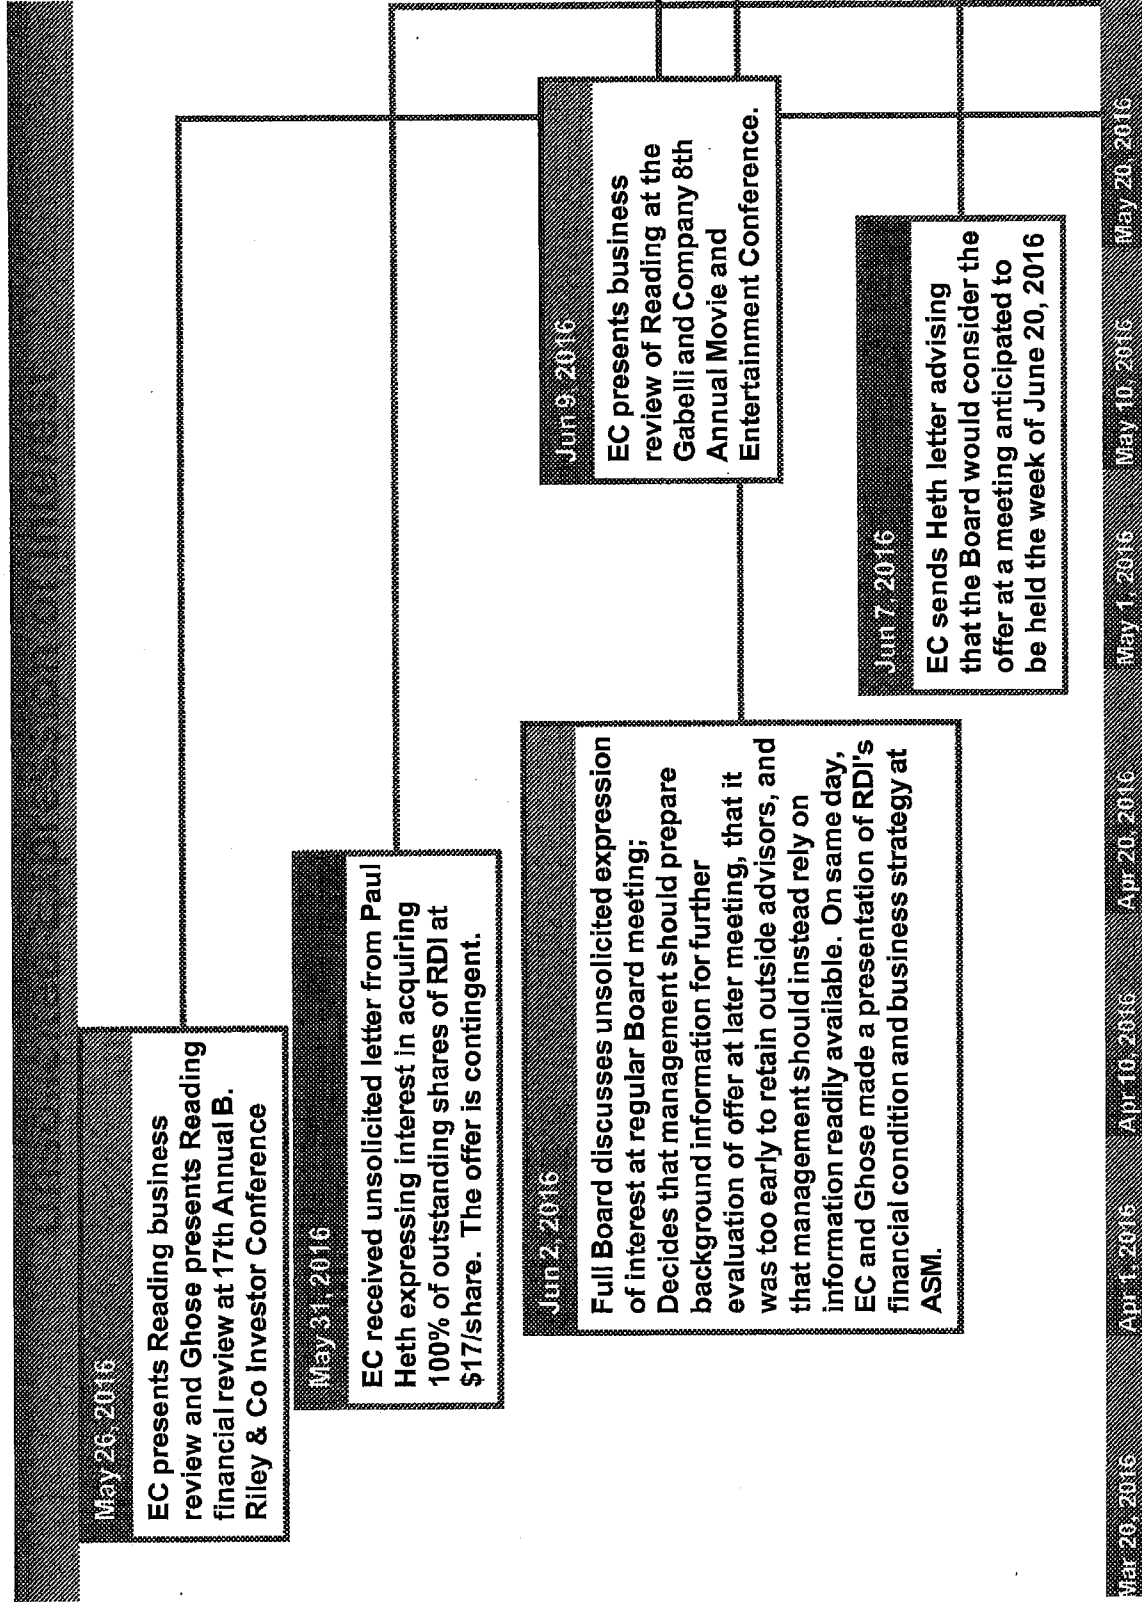 May 26, 2016
EC presents Reading business
review and Ghose presents Reading
financial review at 17th Annual B.
Riley & Co Investor Conference
May 31, 2016
EC received unsolicited letter from Paul
Heth expressing interest in acquiring
100% of outstanding shares of RDI at
$17/share. The offer is contingent.
Jun 2, 2016
Full Board discusses unsolicited expression
of interest at regular Board meeting;
Decides that management should prepare
background information for further
evaluation of offer at later meeting, that it
was too early to retain outside advisors, and
that management should instead rely on
information readily available. On same day,
EC and Ghose made a presentation of RDI's
financial condition and business strategy at
ASM.
Jun 9, 2016
EC presents business
review of Reading at the
Gabelli and Company 8th
Annual Movie and
Entertainment Conference.
Jun 7, 2016
EC sends Heth letter advising
that the Board would consider the
offer at a meeting anticipated to
be held the week of June 20, 2016
Mar 20, 2016 Apr 1, 2016 Apr 10, 2016 Apr 20, 2016 May 1, 2016 May 10, 2016 May 20, 2016